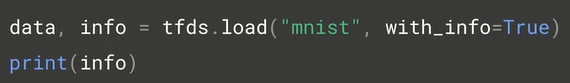 data, info = tfds.load("mnist", with_info=True)
print(info)